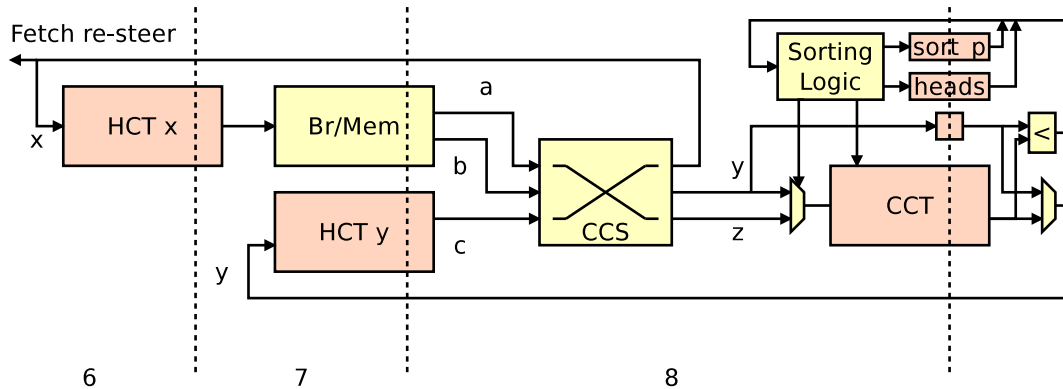 Fetch re-steer
x
HCT x
Br/Mem
HCT y
y
a
b
c
CCS
y
z
Sorting
Logic
sort_p
heads
CCT
<
6
7
8